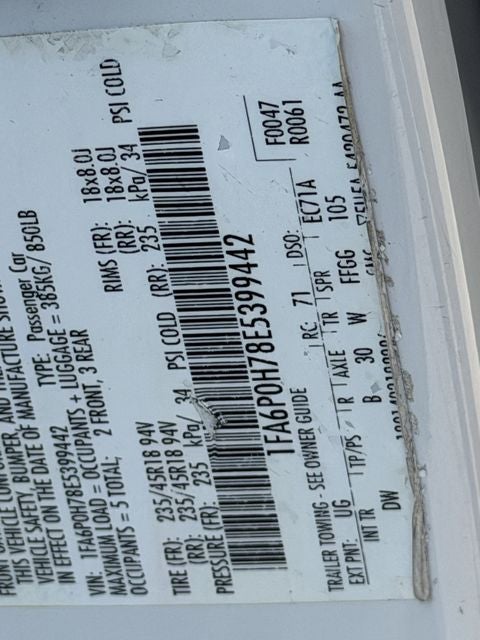 VEHICLE SAFETY, BUMPER, AND
IN EFFECT ON THE DATE OF MANUFACTURE
VIN: 1FA6P0H78E5399442 TYPE: Passenger Car
MAXIMUM LOAD = OCCUPANTS + LUGGAGE = 385KG/ 850LB
OCCUPANTS = 5 TOTAL; 2 FRONT, 3 REAR
TIRE (FR): 235/45R18 94V RIMS (FR): 18x8.0J
(RR): 235/45R18 94V (RR): 18x8.0J
PRESSURE (FR): 235 kPa/ 34 PSI COLD (RR): 235 kPa/ 34 PSI COLD
1FA6P0H78E5399442
F0047
R0061
TRAILER TOWING - SEE OWNER GUIDE RC: 71 DSO: EC71A
EXT PNT: UG TP/PS R AXLE TR SPR
INT TR B 30 W FFGG 105
DW